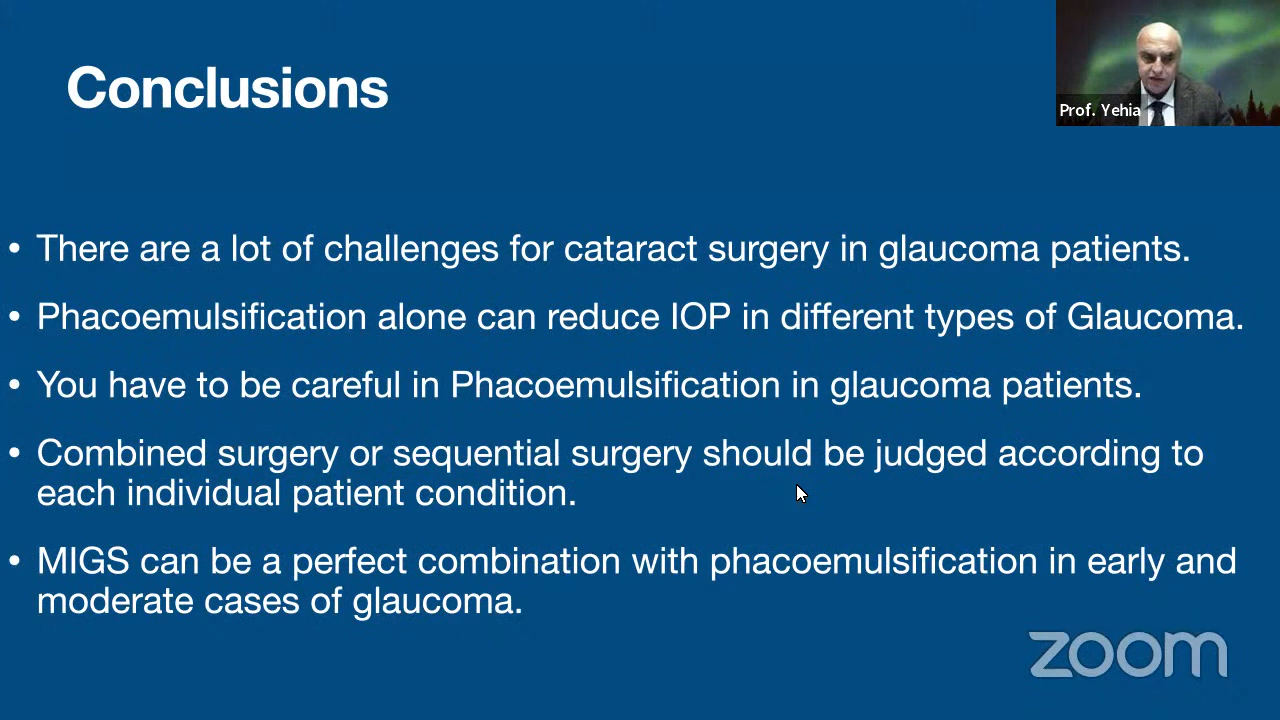 Conclusions
Prof. Yehia
• There are a lot of challenges for cataract surgery in glaucoma patients.
• Phacoemulsification alone can reduce IOP in different types of Glaucoma.
• You have to be careful in Phacoemulsification in glaucoma patients.
• Combined surgery or sequential surgery should be judged according to
each individual patient condition.
• MIGS can be a perfect combination with phacoemulsification in early and
moderate cases of glaucoma.
zoom